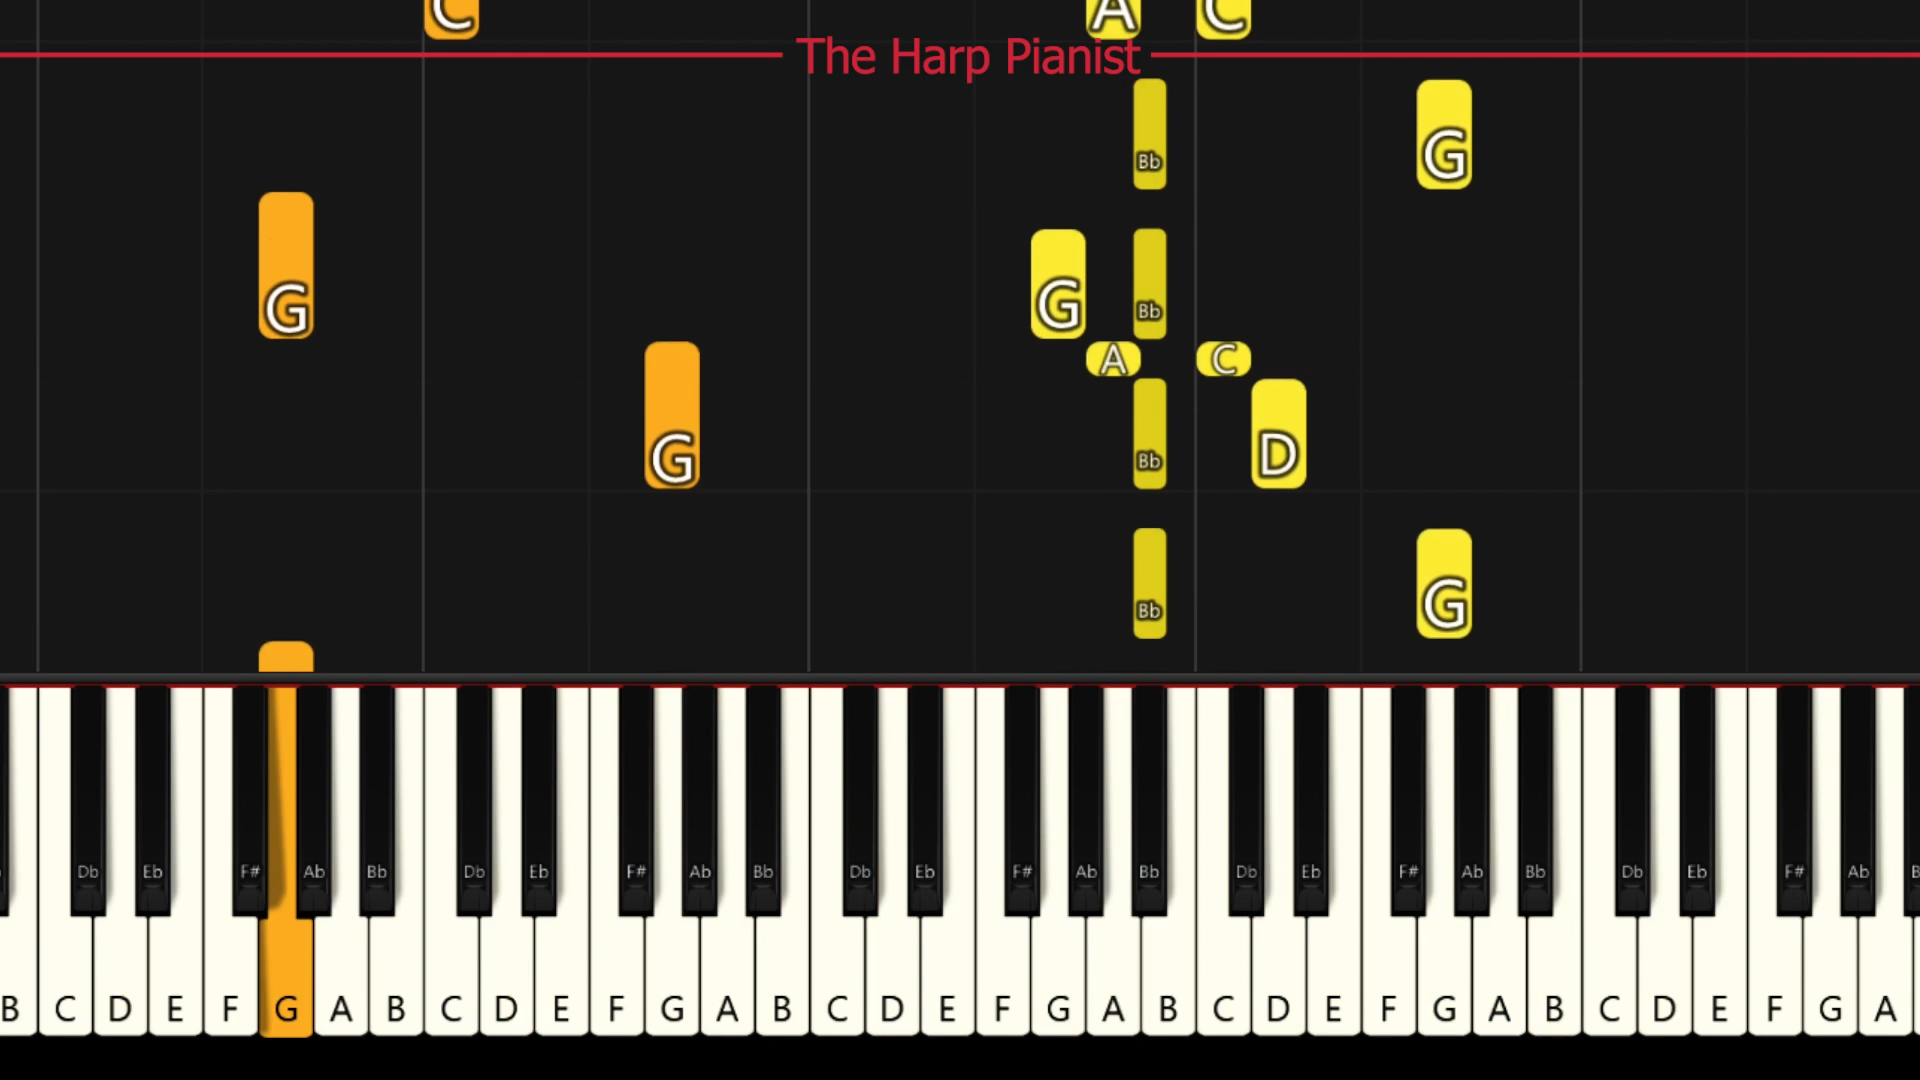 C A C
The Harp Pianist
Bb G
G G Bb
A C
G Bb D
Bb G
Db Eb F# Ab Bb Db Eb F# Ab Bb Db Eb F# Ab Bb Db Eb F# Ab Bb Db Eb F# Ab
B C D E F G A B C D E F G A B C D E F G A B C D E F G A B C D E F G A